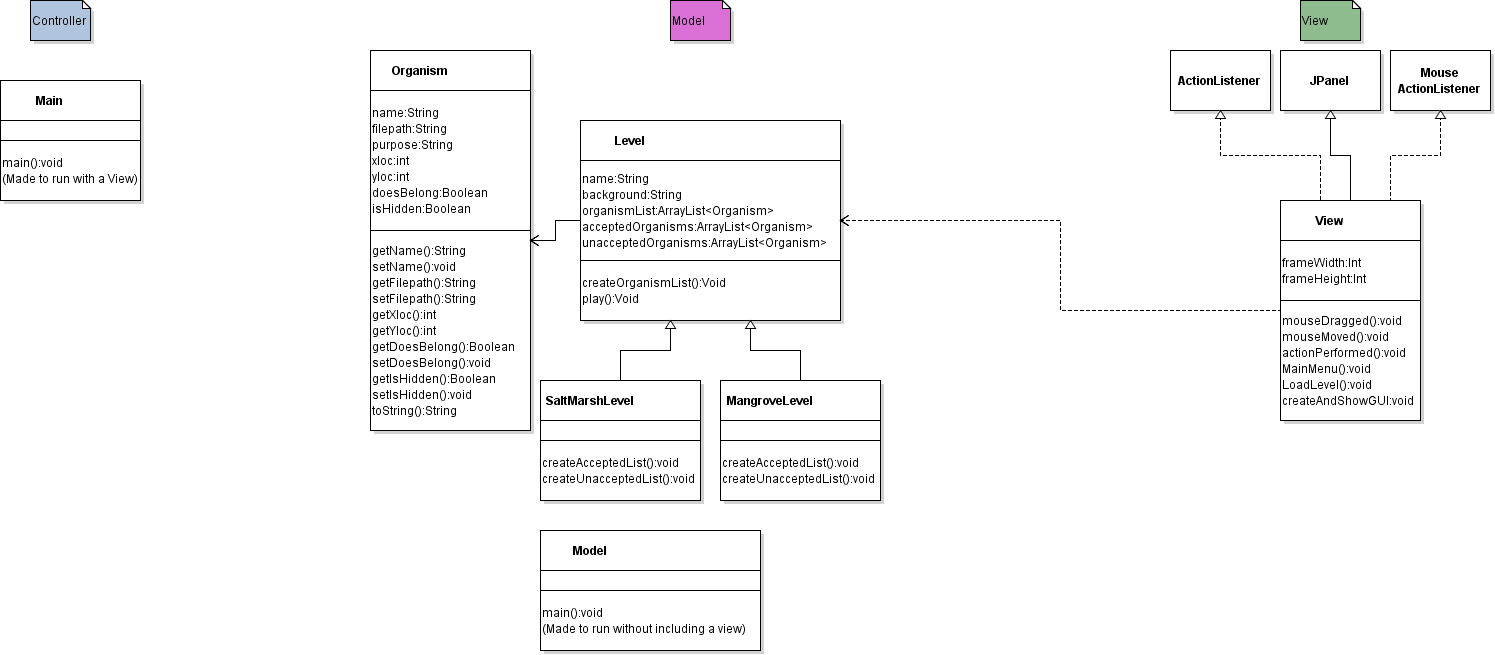 Controller
Model
View
Main
main():void
(Made to run with a View)
Organism
name:String
filepath:String
purpose:String
xloc:int
yloc:int
doesBelong:Boolean
isHidden:Boolean
getName():String
setName():void
getFilepath():String
setFilepath():String
getXloc():int
getYloc():int
getDoesBelong():Boolean
setDoesBelong():void
getIsHidden():Boolean
setIsHidden():void
toString():String
Level
name:String
background:String
organismList:ArrayList<Organism>
acceptedOrganisms:ArrayList<Organism>
unacceptedOrganisms:ArrayList<Organism>
createOrganismList():Void
play():Void
SaltMarshLevel
createAcceptedList():void
createUnacceptedList():void
MangroveLevel
createAcceptedList():void
createUnacceptedList():void
Model
main():void
(Made to run without including a view)
ActionListener
JPanel
Mouse
ActionListener
View
frameWidth:Int
frameHeight:Int
mouseDragged():void
mouseMoved():void
actionPerformed():void
MainMenu():void
LoadLevel():void
createAndShowGUI:void